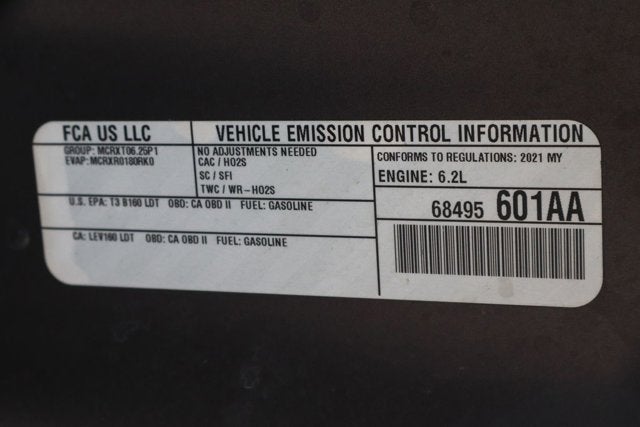 FCA US LLC
VEHICLE EMISSION CONTROL INFORMATION
GROUP: MCRXT06.25P1
EVAP: MCRXR0180RK0
NO ADJUSTMENTS NEEDED
CAC / HO2S
SC / SFI
TWC / WR-HO2S
CONFORMS TO REGULATIONS: 2021 MY
ENGINE: 6.2L
U.S. EPA: T3 B160 LDT OBD: CA OBD II FUEL: GASOLINE
CA: LEV160 LDT OBD: CA OBD II FUEL: GASOLINE
68495 601AA